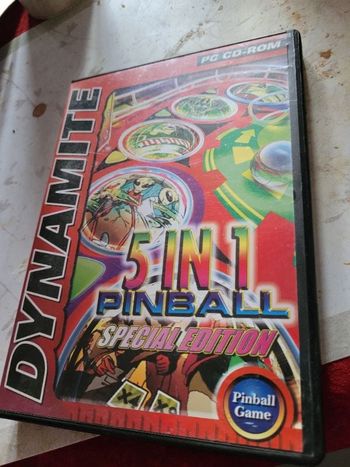 PC CD-ROM
DYNAMITE
5 IN 1
PINBALL
SPECIAL EDITION
Pinball
Game